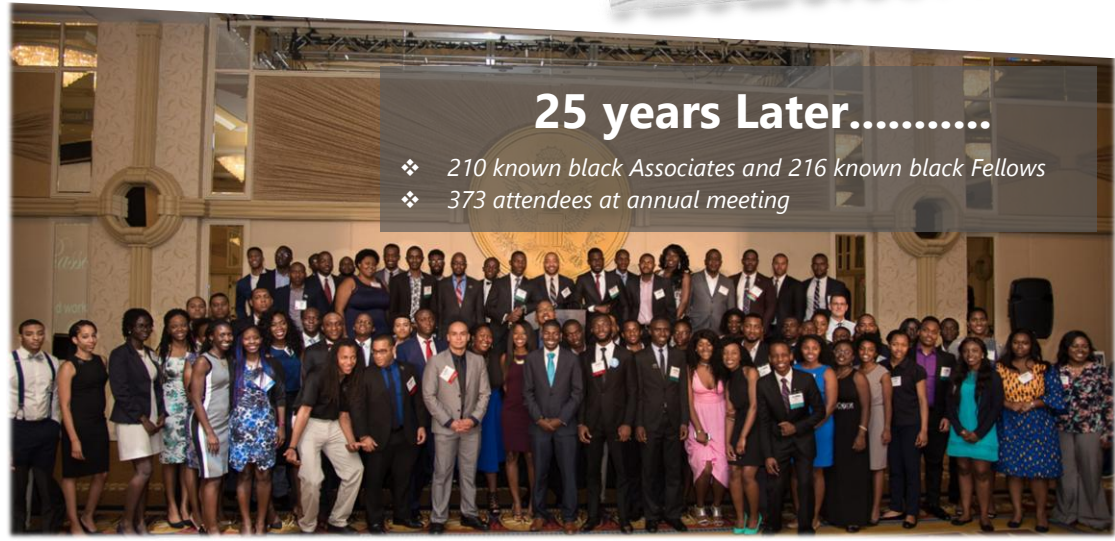 25 years Later...........
❖ 210 known black Associates and 216 known black Fellows
❖ 373 attendees at annual meeting